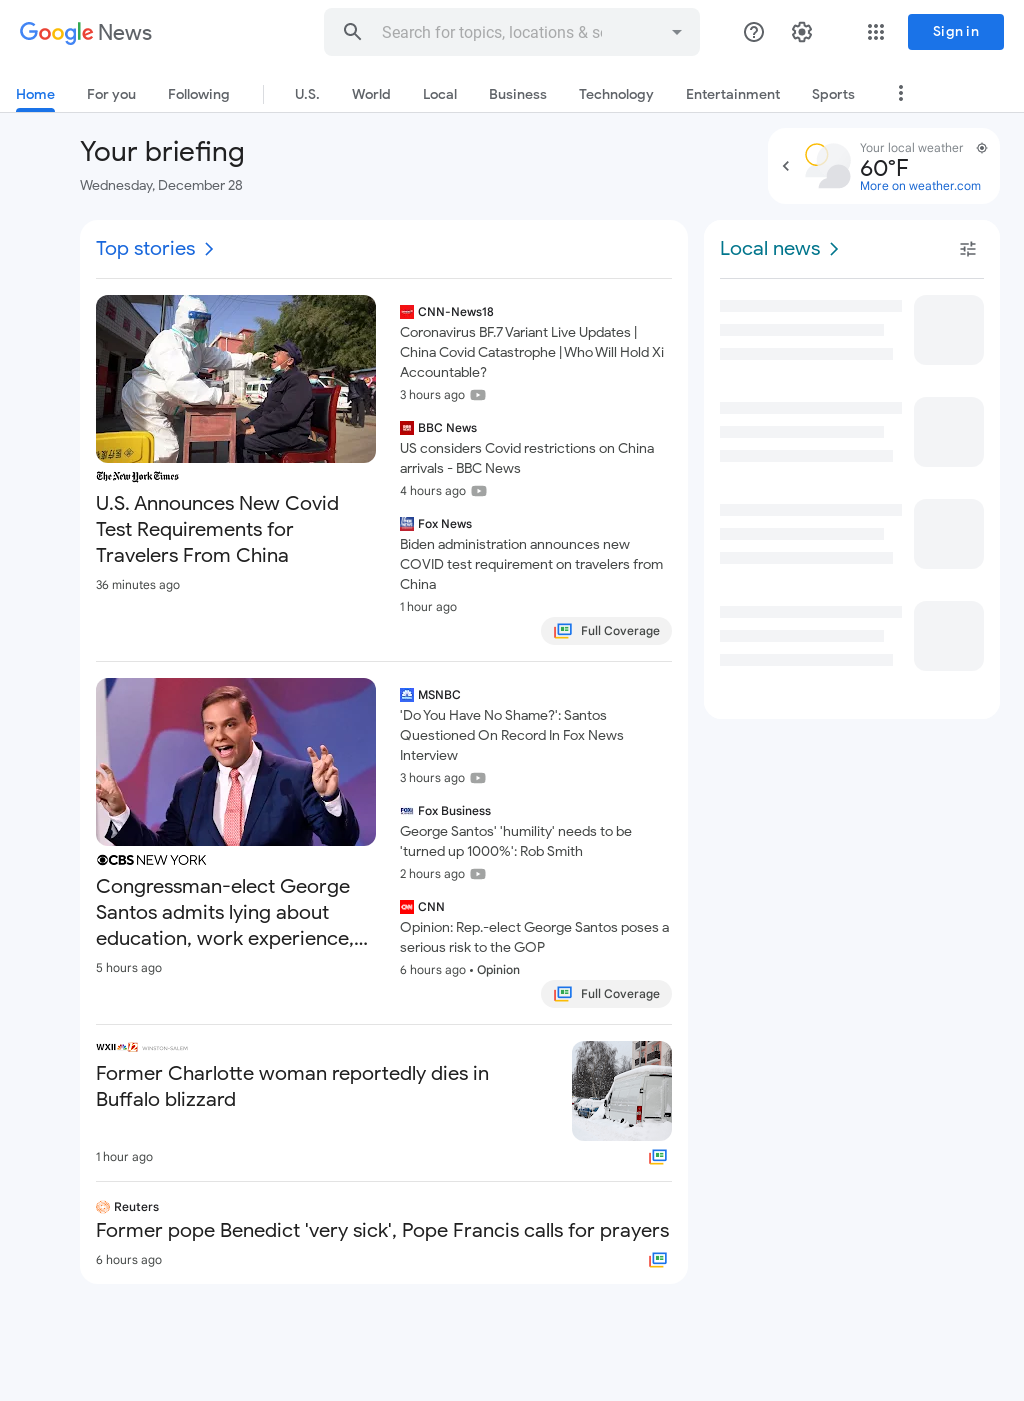 Google News
Search for topics, locations & s
Sign in
Home
For you
Following
U.S.
World
Local
Business
Technology
Entertainment
Sports
Your briefing
Wednesday, December 28
Your local weather
60°F
More on weather.com
Top stories
The New York Times
U.S. Announces New Covid
Test Requirements for
Travelers From China
36 minutes ago
CNN-News18
Coronavirus BF.7 Variant Live Updates |
China Covid Catastrophe | Who Will Hold Xi
Accountable?
3 hours ago
BBC News
US considers Covid restrictions on China
arrivals - BBC News
4 hours ago
Fox News
Biden administration announces new
COVID test requirement on travelers from
China
1 hour ago
Full Coverage
CBS NEW YORK
Congressman-elect George
Santos admits lying about
education, work experience,...
5 hours ago
MSNBC
'Do You Have No Shame?': Santos
Questioned On Record In Fox News
Interview
3 hours ago
Fox Business
George Santos' 'humility' needs to be
'turned up 1000%': Rob Smith
2 hours ago
CNN
Opinion: Rep.-elect George Santos poses a
serious risk to the GOP
6 hours ago • Opinion
Full Coverage
WXII 12 WINSTON-SALEM
Former Charlotte woman reportedly dies in
Buffalo blizzard
1 hour ago
Reuters
Former pope Benedict 'very sick', Pope Francis calls for prayers
6 hours ago
Local news